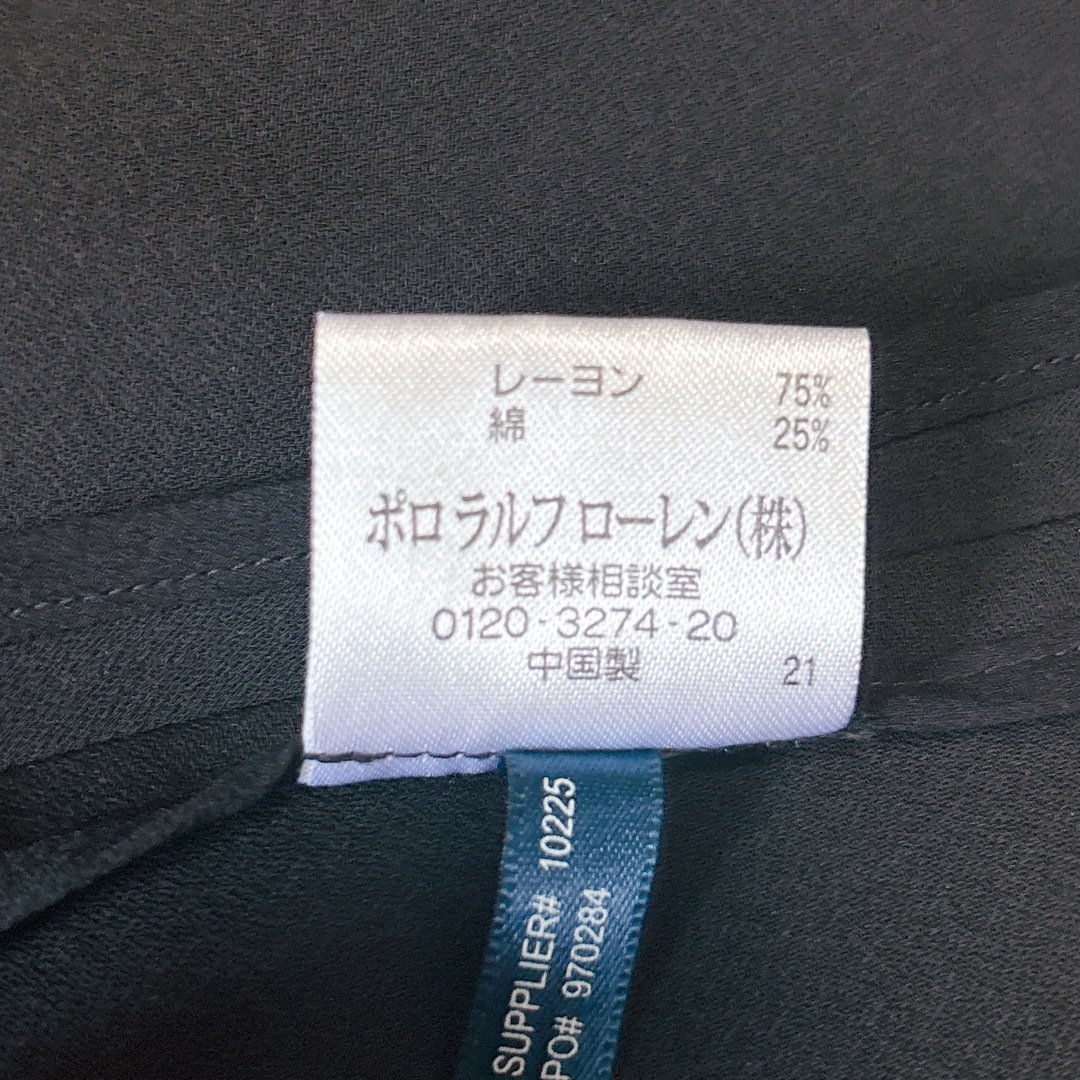 レーヨン 75%
綿 25%
ポロ ラルフ ローレン(株)
お客様相談室
0120-3274-20
中国製 21
SUPPLIER# 10225
PO# 970284